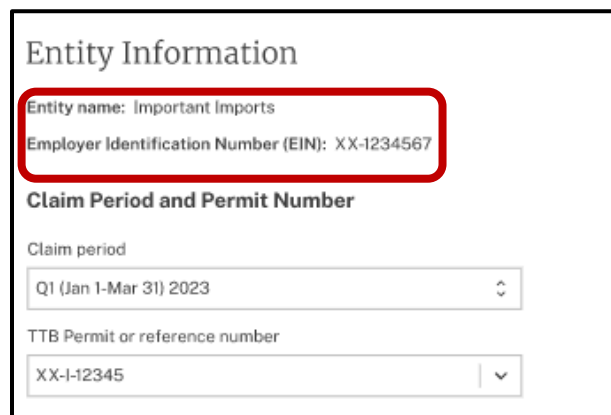 Entity Information
Entity name: Important Imports
Employer Identification Number (EIN): XX-1234567
Claim Period and Permit Number
Claim period
Q1 (Jan 1-Mar 31) 2023
TTB Permit or reference number
XX-I-12345